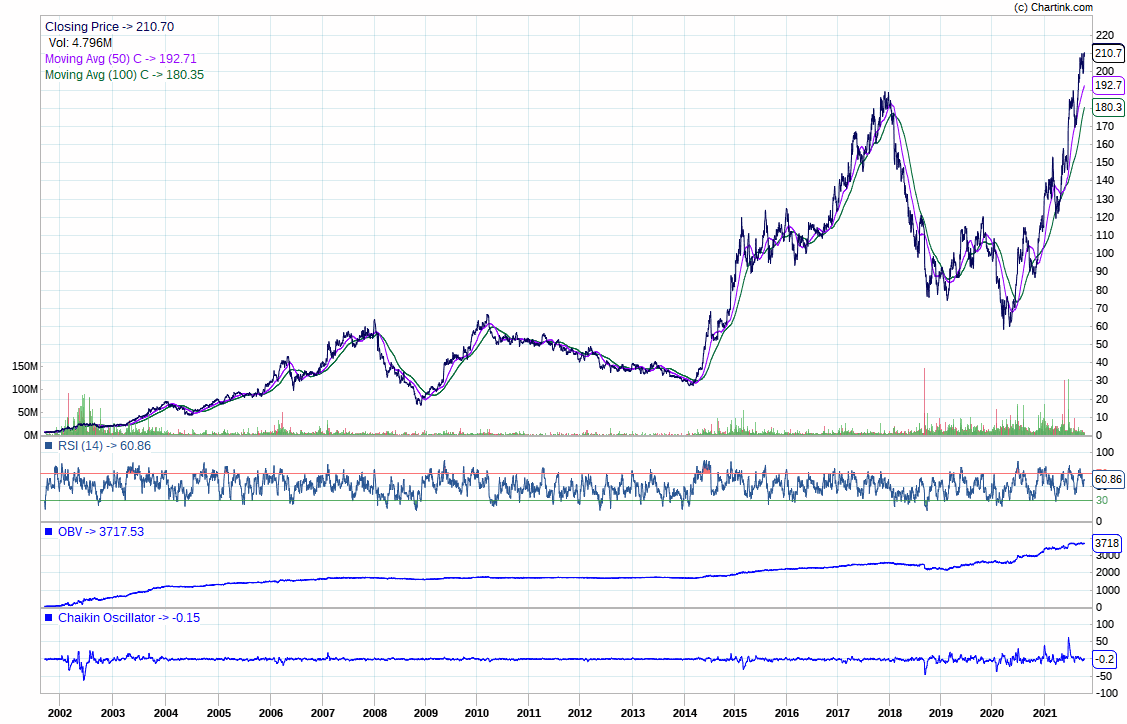 (c) Chartink.com
Closing Price -> 210.70
Vol: 4.796M
Moving Avg (50) C -> 192.71
Moving Avg (100) C -> 180.35
220
210.7
200
192.7
180.3
170
160
150
140
130
120
110
100
90
80
70
60
50
40
30
20
10
0
150M
100M
50M
0M
RSI (14) -> 60.86
100
60.86
30
0
OBV -> 3717.53
3718
3000
2000
1000
0
Chaikin Oscillator -> -0.15
100
50
-0.2
-50
-100
2002 2003 2004 2005 2006 2007 2008 2009 2010 2011 2012 2013 2014 2015 2016 2017 2018 2019 2020 2021